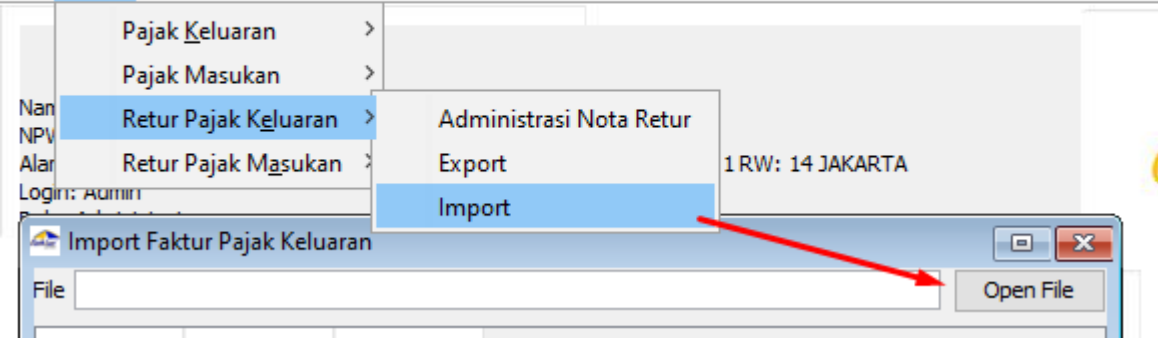 Pajak Keluaran
Pajak Masukan
Retur Pajak Keluaran
Retur Pajak Masukan
Administrasi Nota Retur
Export
Import
1 RW: 14 JAKARTA
Login: Admin
Import Faktur Pajak Keluaran
File
Open File